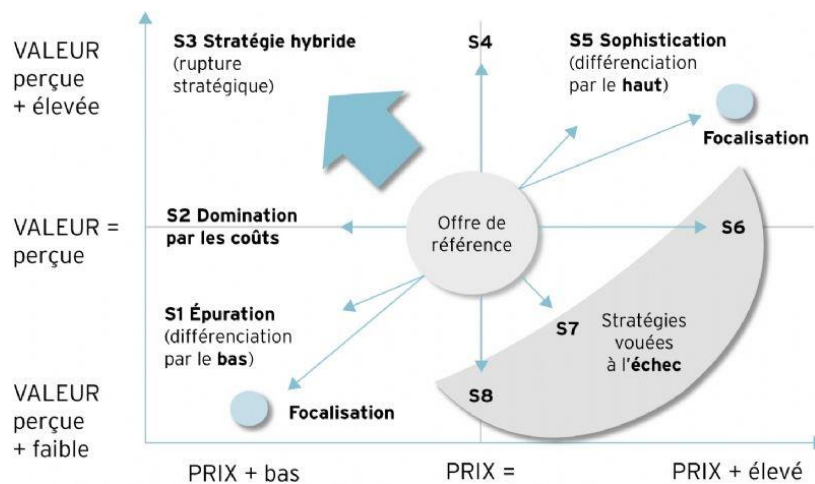 VALEUR
perçue
+ élevée
S3 Stratégie hybride
(rupture
stratégique)
S4
S5 Sophistication
(différenciation
par le haut)
Focalisation
VALEUR =
perçue
S2 Domination
par les coûts
Offre de
référence
S6
S1 Épuration
(différenciation
par le bas)
S7
Stratégies
vouées
à l'échec
VALEUR
perçue
+ faible
Focalisation
S8
PRIX + bas
PRIX =
PRIX + élevé